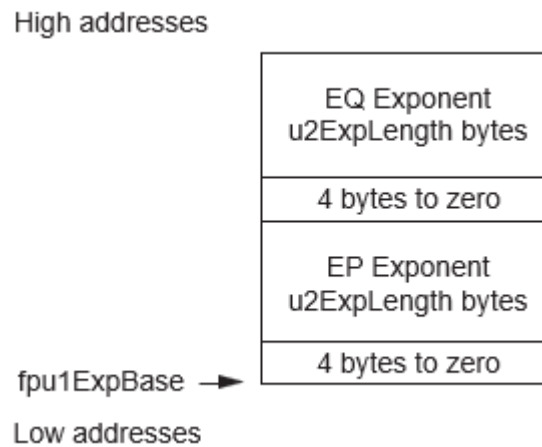 High addresses
EQ Exponent
u2ExpLength bytes
4 bytes to zero
EP Exponent
u2ExpLength bytes
4 bytes to zero
fpu1ExpBase
Low addresses